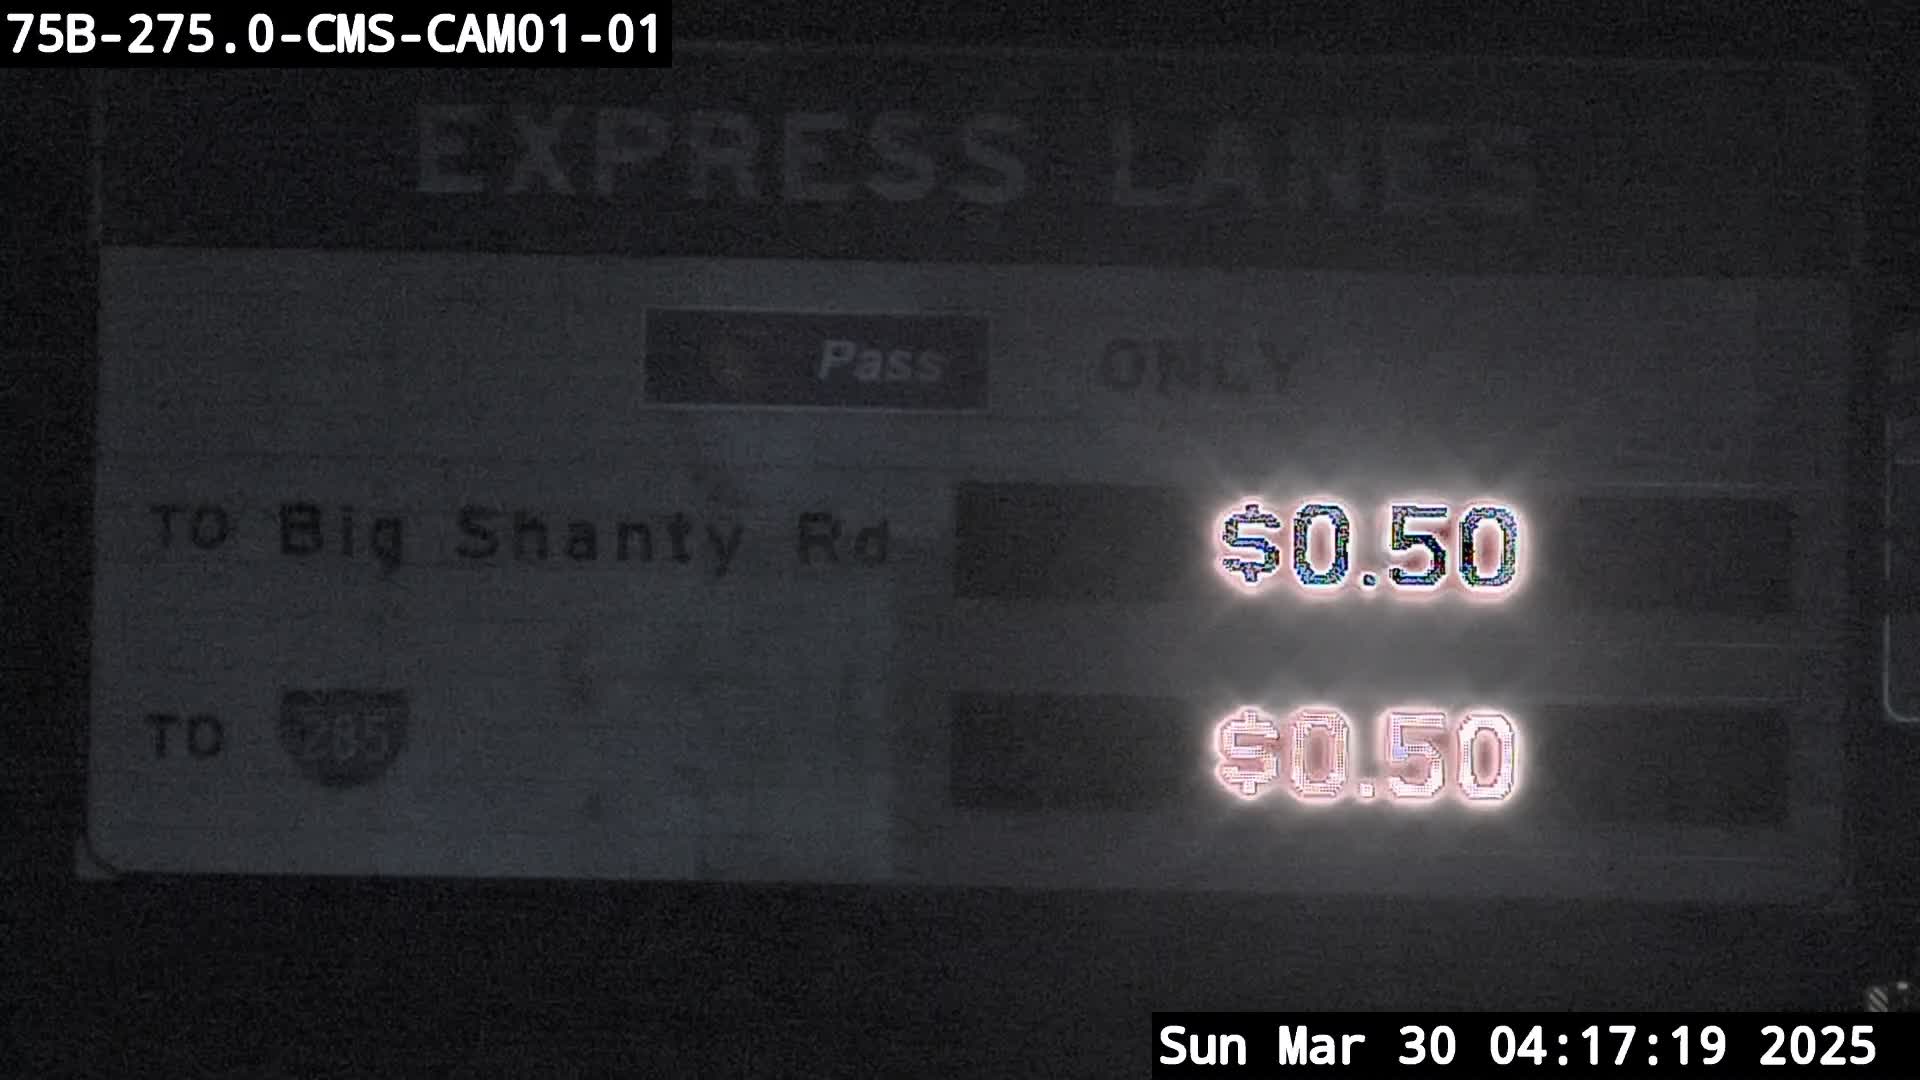 75B-275.0-CMS-CAM01-01
EXPRESS LANES
Pass ONLY
TO Big Shanty Rd $0.50
TO 285 $0.50
Sun Mar 30 04:17:19 2025